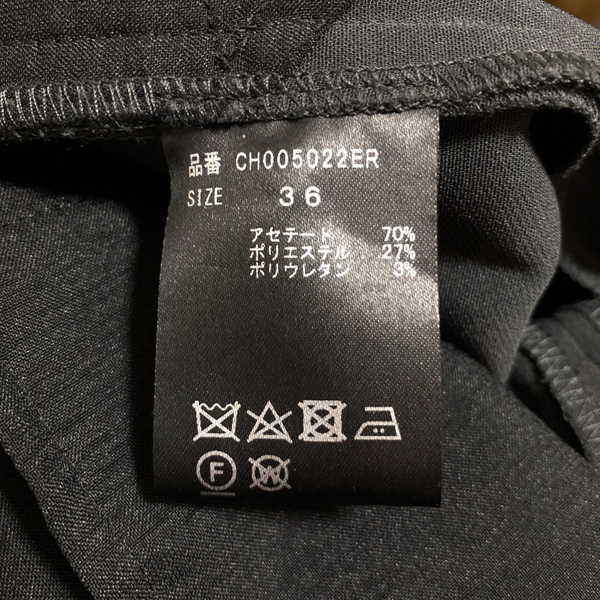 品番 CH005022ER
SIZE 36
アセテート 70%
ポリエステル 27%
ポリウレタン 3%
F W